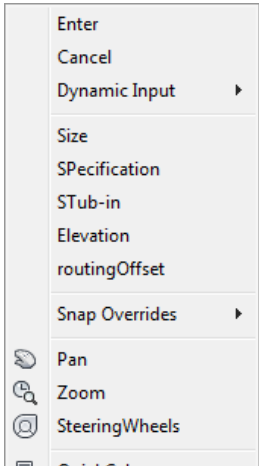 Enter
Cancel
Dynamic Input
Size
SPecification
STub-in
Elevation
routingOffset
Snap Overrides
Pan
Zoom
SteeringWheels